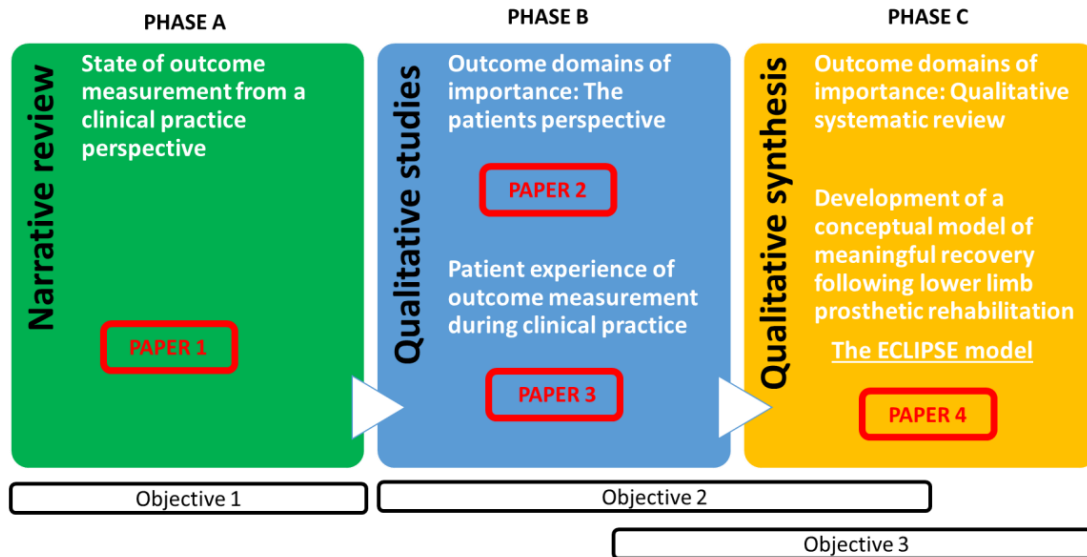 PHASE A
Narrative review
State of outcome
measurement from a
clinical practice
perspective
PAPER 1
PHASE B
Qualitative studies
Outcome domains of
importance: The
patients perspective
PAPER 2
Patient experience of
outcome measurement
during clinical practice
PAPER 3
PHASE C
Qualitative synthesis
Outcome domains of
importance: Qualitative
systematic review
Development of a
conceptual model of
meaningful recovery
following lower limb
prosthetic rehabilitation
The ECLIPSE model
PAPER 4
Objective 1
Objective 2
Objective 3